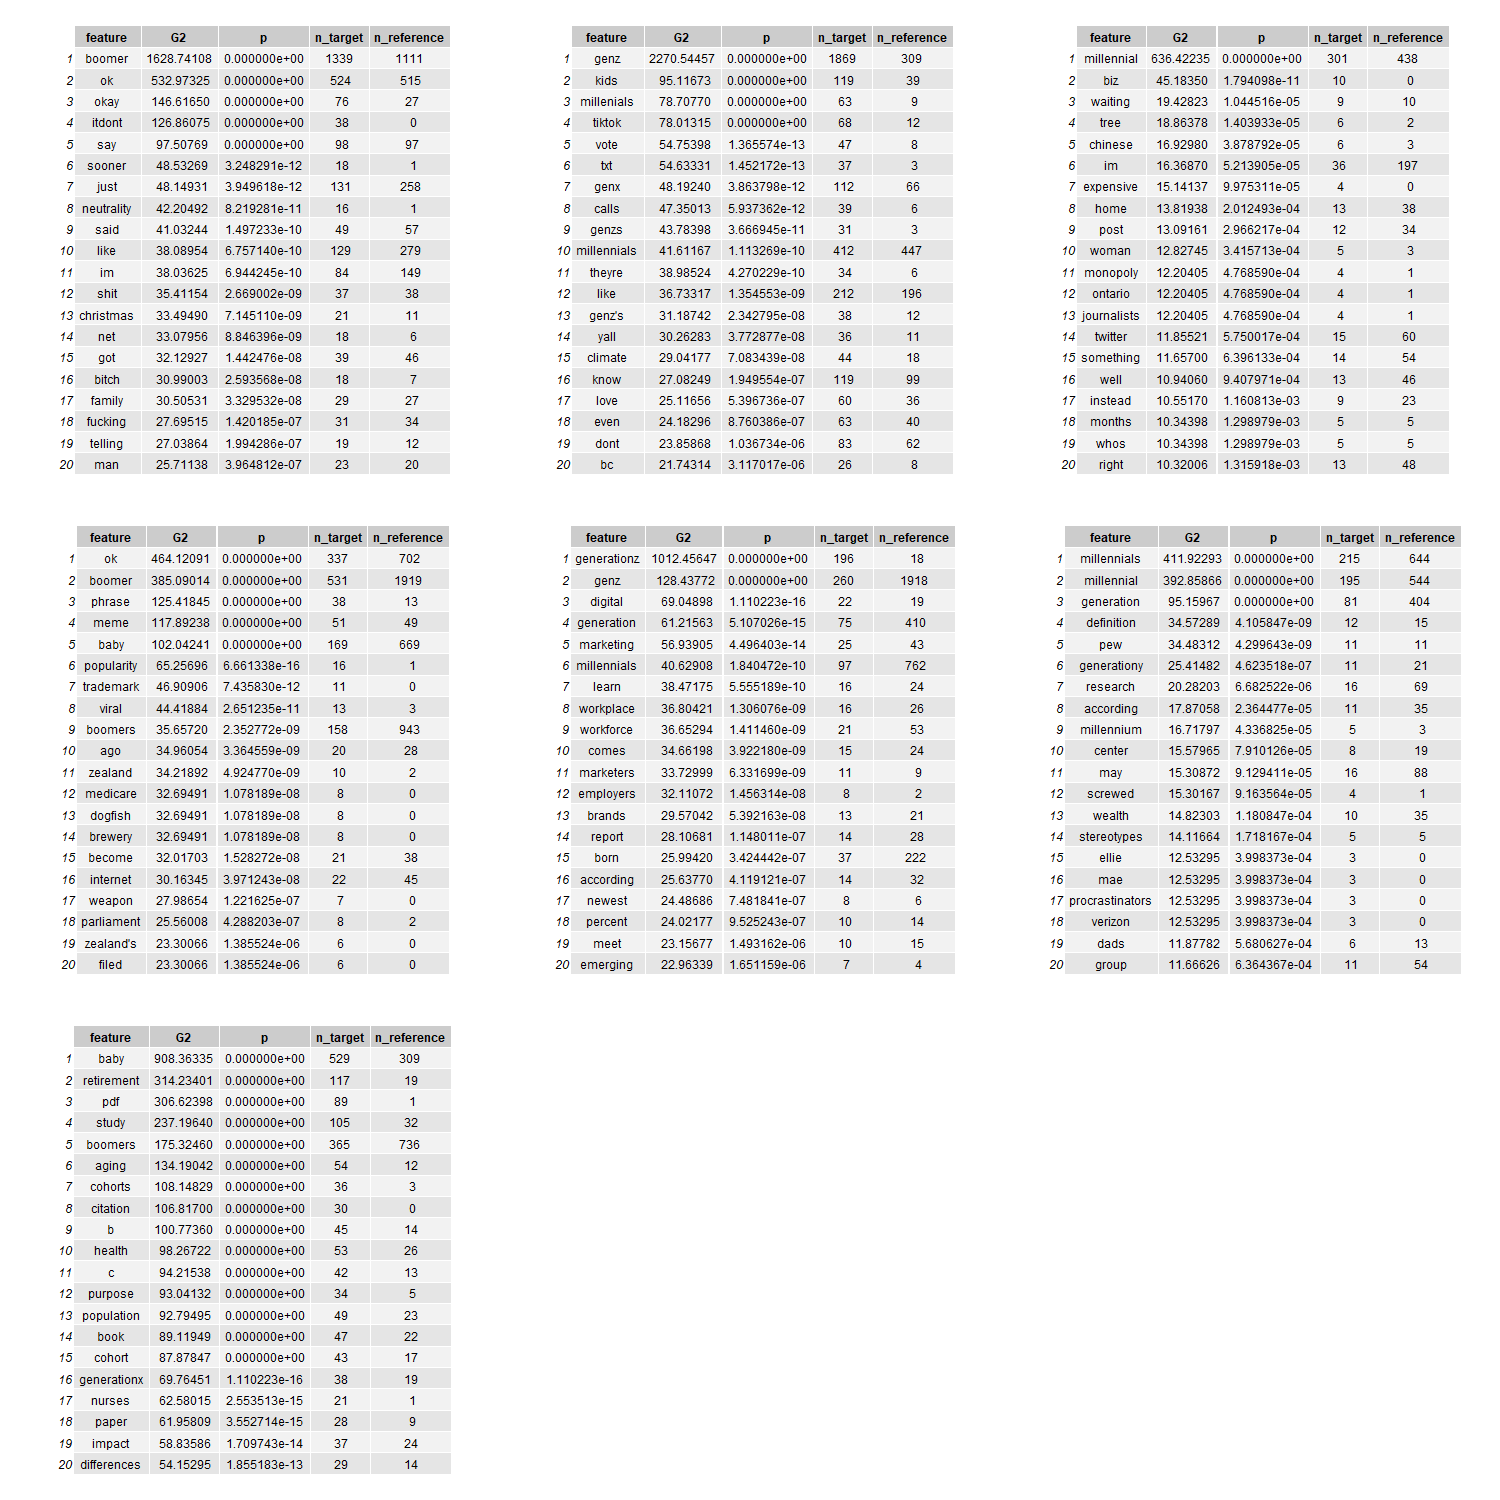 feature G2 p n_target n_reference
1 boomer 1628.74108 0.000000e+00 1339 1111
2 ok 532.97325 0.000000e+00 524 515
3 okay 146.61650 0.000000e+00 76 27
4 itdont 126.86075 0.000000e+00 38 0
5 say 97.50769 0.000000e+00 98 97
6 sooner 48.53269 3.248291e-12 18 1
7 just 48.14931 3.949618e-12 131 258
8 neutrality 42.20492 8.219281e-11 16 1
9 said 41.03244 1.497233e-10 49 57
10 like 38.08954 6.757140e-10 129 279
11 im 38.03625 6.944245e-10 84 149
12 shit 35.41154 2.669002e-09 37 38
13 christmas 33.49490 7.145110e-09 21 11
14 net 33.07956 8.846396e-09 18 6
15 got 32.12927 1.442476e-08 39 46
16 bitch 30.99003 2.593568e-08 18 7
17 family 30.50531 3.329532e-08 29 27
18 fucking 27.69515 1.420185e-07 31 34
19 telling 27.03864 1.994286e-07 19 12
20 man 25.71138 3.964812e-07 23 20
feature G2 p n_target n_reference
1 genz 2270.54457 0.000000e+00 1869 309
2 kids 95.11673 0.000000e+00 119 39
3 millenials 78.70770 0.000000e+00 63 9
4 tiktok 78.01315 0.000000e+00 68 12
5 vote 54.75398 1.365574e-13 47 8
6 txt 54.63331 1.452172e-13 37 3
7 genx 48.19240 3.863798e-12 112 66
8 calls 47.35013 5.937362e-12 39 6
9 genzs 43.78398 3.666945e-11 31 3
10 millennials 41.61167 1.113269e-10 412 447
11 theyre 38.98524 4.270229e-10 34 6
12 like 36.73317 1.354553e-09 212 196
13 genz's 31.18742 2.342795e-08 38 12
14 yall 30.26283 3.772877e-08 36 11
15 climate 29.04177 7.083439e-08 44 18
16 know 27.08249 1.949554e-07 119 99
17 love 25.11656 5.396736e-07 60 36
18 even 24.18296 8.760386e-07 63 40
19 dont 23.85868 1.036734e-06 83 62
20 bc 21.74314 3.117017e-06 26 8
feature G2 p n_target n_reference
1 millennial 636.42235 0.000000e+00 301 438
2 biz 45.18350 1.794098e-11 10 0
3 waiting 19.42823 1.044516e-05 9 10
4 tree 18.86378 1.403933e-05 6 2
5 chinese 16.92980 3.878792e-05 6 3
6 im 16.36870 5.213905e-05 36 197
7 expensive 15.14137 9.975311e-05 4 0
8 home 13.81938 2.012493e-04 13 38
9 post 13.09161 2.966217e-04 12 34
10 woman 12.82745 3.415713e-04 5 3
11 monopoly 12.20405 4.768590e-04 4 1
12 ontario 12.20405 4.768590e-04 4 1
13 journalists 12.20405 4.768590e-04 4 1
14 twitter 11.85521 5.750017e-04 15 60
15 something 11.65700 6.396133e-04 14 54
16 well 10.94060 9.407971e-04 13 46
17 instead 10.55170 1.160813e-03 9 23
18 months 10.34398 1.298979e-03 5 5
19 whos 10.34398 1.298979e-03 5 5
20 right 10.32006 1.315918e-03 13 48
feature G2 p n_target n_reference
1 ok 464.12091 0.000000e+00 337 702
2 boomer 385.09014 0.000000e+00 531 1919
3 phrase 125.41845 0.000000e+00 38 13
4 meme 117.89238 0.000000e+00 51 49
5 baby 102.04241 0.000000e+00 169 669
6 popularity 65.25696 6.661338e-16 16 1
7 trademark 46.90906 7.435830e-12 11 0
8 viral 44.41884 2.651235e-11 13 3
9 boomers 35.65720 2.352772e-09 158 943
10 ago 34.96054 3.364559e-09 20 28
11 zealand 34.21892 4.924770e-09 10 2
12 medicare 32.69491 1.078189e-08 8 0
13 dogfish 32.69491 1.078189e-08 8 0
14 brewery 32.69491 1.078189e-08 8 0
15 become 32.01703 1.528272e-08 21 38
16 internet 30.16345 3.971243e-08 22 45
17 weapon 27.98654 1.221625e-07 7 0
18 parliament 25.56008 4.288203e-07 8 2
19 zealand's 23.30066 1.385524e-06 6 0
20 filed 23.30066 1.385524e-06 6 0
feature G2 p n_target n_reference
1 generationz 1012.45647 0.000000e+00 196 18
2 genz 128.43772 0.000000e+00 260 1918
3 digital 69.04898 1.110223e-16 22 19
4 generation 61.21563 5.107026e-15 75 410
5 marketing 56.93905 4.496403e-14 25 43
6 millennials 40.62908 1.840472e-10 97 762
7 learn 38.47175 5.555189e-10 16 24
8 workplace 36.80421 1.306076e-09 16 26
9 workforce 36.65294 1.411460e-09 21 53
10 comes 34.66198 3.922180e-09 15 24
11 marketers 33.72999 6.331699e-09 11 9
12 employers 32.11072 1.456314e-08 8 2
13 brands 29.57042 5.392163e-08 13 21
14 report 28.10681 1.148011e-07 14 28
15 born 25.99420 3.424442e-07 37 222
16 according 25.63770 4.119121e-07 14 32
17 newest 24.48686 7.481841e-07 8 6
18 percent 24.02177 9.525243e-07 10 14
19 meet 23.15677 1.493162e-06 10 15
20 emerging 22.96339 1.651159e-06 7 4
feature G2 p n_target n_reference
1 millennials 411.92293 0.000000e+00 215 644
2 millennial 392.85866 0.000000e+00 195 544
3 generation 95.15967 0.000000e+00 81 404
4 definition 34.57289 4.105847e-09 12 15
5 pew 34.48312 4.299643e-09 11 11
6 generationy 25.41482 4.623518e-07 11 21
7 research 20.28203 6.682522e-06 16 69
8 according 17.87058 2.364477e-05 11 35
9 millennium 16.71797 4.336825e-05 5 3
10 center 15.57965 7.910126e-05 8 19
11 may 15.30872 9.129411e-05 16 88
12 screwed 15.30167 9.163564e-05 4 1
13 wealth 14.82303 1.180847e-04 10 35
14 stereotypes 14.11664 1.718167e-04 5 5
15 ellie 12.53295 3.998373e-04 3 0
16 mae 12.53295 3.998373e-04 3 0
17 procrastinators 12.53295 3.998373e-04 3 0
18 verizon 12.53295 3.998373e-04 3 0
19 dads 11.87782 5.680627e-04 6 13
20 group 11.66626 6.364367e-04 11 54
feature G2 p n_target n_reference
1 baby 908.36335 0.000000e+00 529 309
2 retirement 314.23401 0.000000e+00 117 19
3 pdf 306.62398 0.000000e+00 89 1
4 study 237.19640 0.000000e+00 105 32
5 boomers 175.32460 0.000000e+00 365 736
6 aging 134.19042 0.000000e+00 54 12
7 cohorts 108.14829 0.000000e+00 36 3
8 citation 106.81700 0.000000e+00 30 0
9 b 100.77360 0.000000e+00 45 14
10 health 98.26722 0.000000e+00 53 26
11 c 94.21538 0.000000e+00 42 13
12 purpose 93.04132 0.000000e+00 34 5
13 population 92.79495 0.000000e+00 49 23
14 book 89.11949 0.000000e+00 47 22
15 cohort 87.87847 0.000000e+00 43 17
16 generationx 69.76451 1.110223e-16 38 19
17 nurses 62.58015 2.553513e-15 21 1
18 paper 61.95809 3.552714e-15 28 9
19 impact 58.83586 1.709743e-14 37 24
20 differences 54.15295 1.855183e-13 29 14